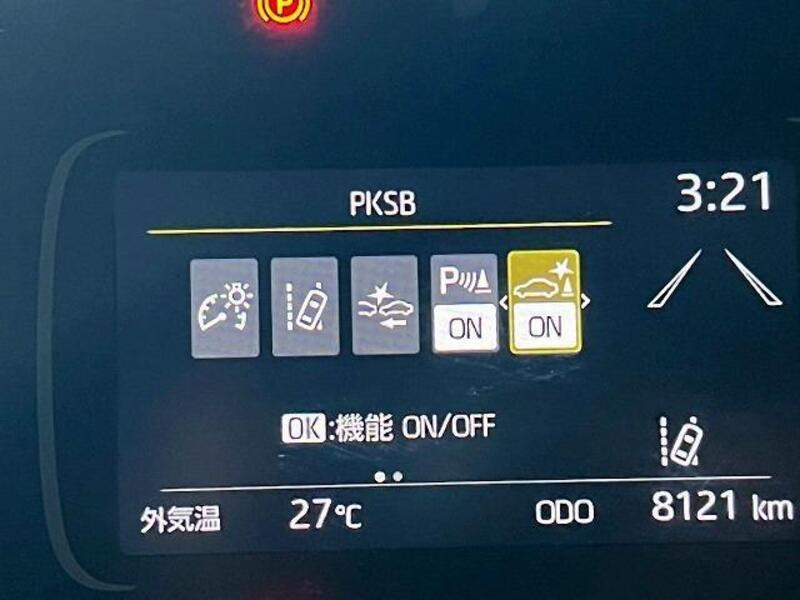 P
PKSB
3:21
P
ON
ON
OK:機能 ON/OFF
外気温 27℃ ODO 8121 km